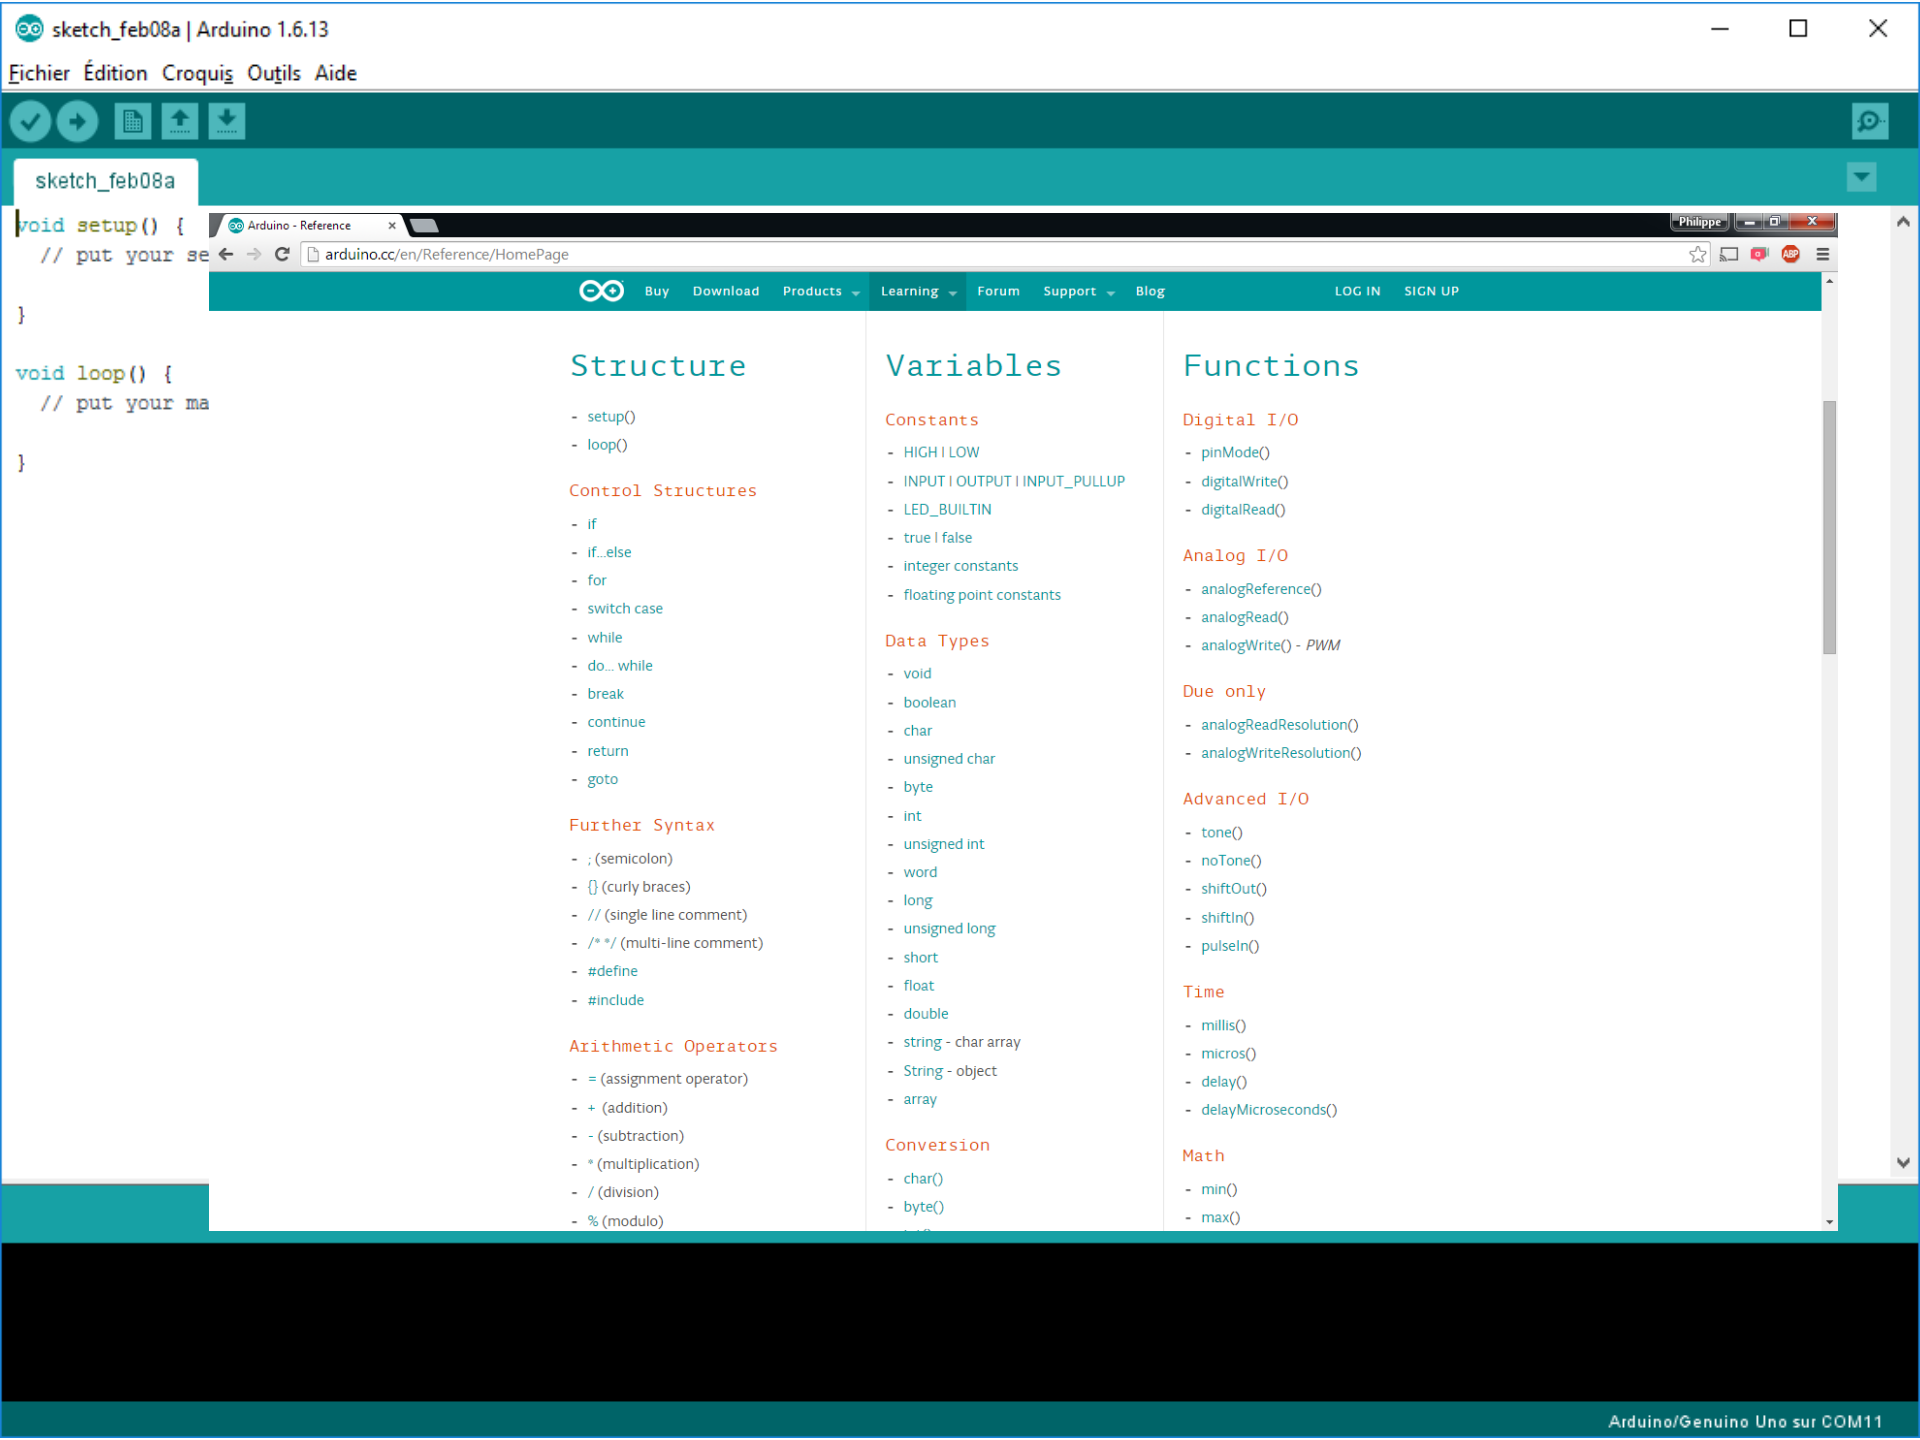 sketch_feb08a | Arduino 1.6.13
Fichier Édition Croquis Outils Aide
sketch_feb08a
void setup() {
// put your se
}
void loop() {
// put your ma
}
Arduino - Reference
Philippe
arduino.cc/en/Reference/HomePage
ABP
Buy Download Products Learning Forum Support Blog LOG IN SIGN UP
Structure
- setup()
- loop()
Control Structures
- if
- if...else
- for
- switch case
- while
- do... while
- break
- continue
- return
- goto
Further Syntax
- ; (semicolon)
- {} (curly braces)
- // (single line comment)
- /* */ (multi-line comment)
- #define
- #include
Arithmetic Operators
- = (assignment operator)
- + (addition)
- - (subtraction)
- * (multiplication)
- / (division)
- % (modulo)
Variables
Constants
- HIGH | LOW
- INPUT | OUTPUT | INPUT_PULLUP
- LED_BUILTIN
- true | false
- integer constants
- floating point constants
Data Types
- void
- boolean
- char
- unsigned char
- byte
- int
- unsigned int
- word
- long
- unsigned long
- short
- float
- double
- string - char array
- String - object
- array
Conversion
- char()
- byte()
Functions
Digital I/O
- pinMode()
- digitalWrite()
- digitalRead()
Analog I/O
- analogReference()
- analogRead()
- analogWrite() - PWM
Due only
- analogReadResolution()
- analogWriteResolution()
Advanced I/O
- tone()
- noTone()
- shiftOut()
- shiftIn()
- pulseIn()
Time
- millis()
- micros()
- delay()
- delayMicroseconds()
Math
- min()
- max()
Arduino/Genuino Uno sur COM11